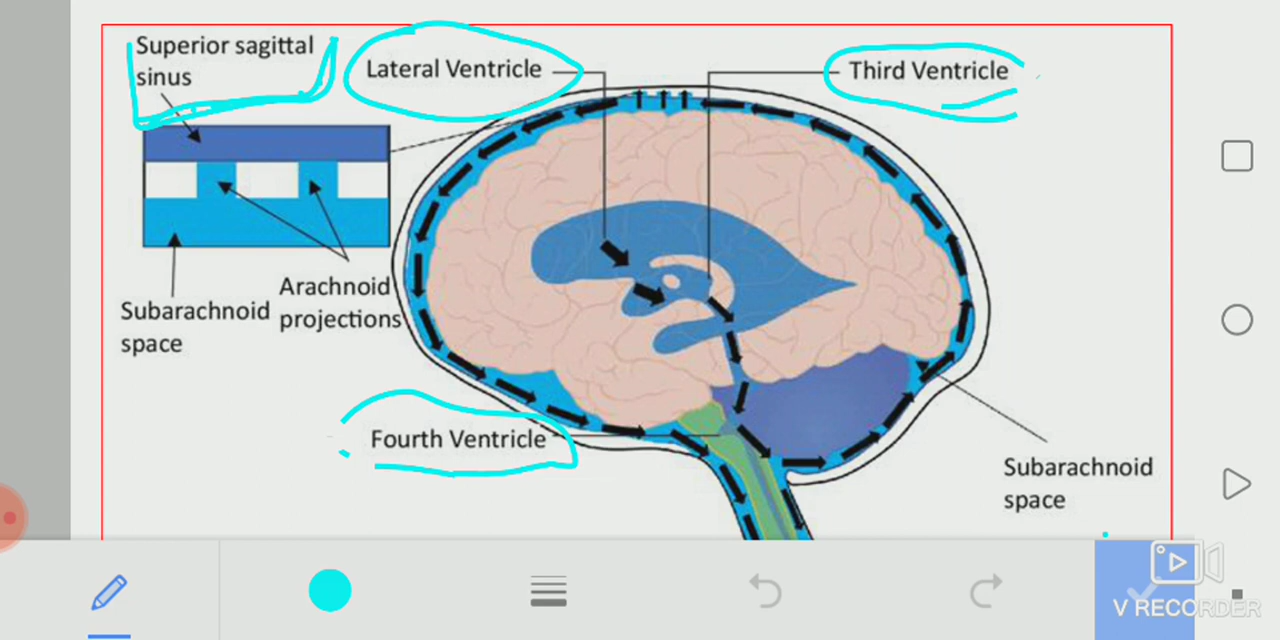 Superior sagittal
sinus
Lateral Ventricle
Third Ventricle
Subarachnoid
space
Arachnoid
projections
Fourth Ventricle
Subarachnoid
space
V RECORDER